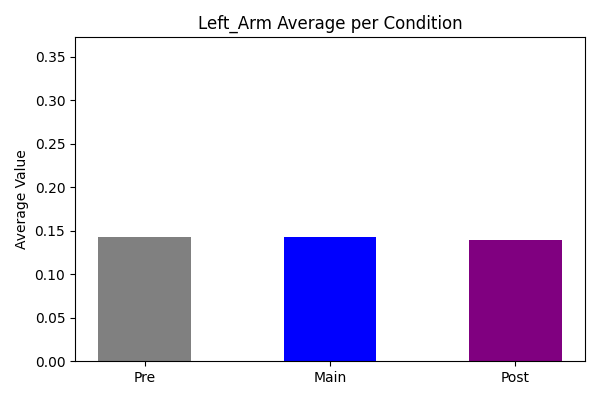 Left_Arm Average per Condition
Average Value
0.35
0.30
0.25
0.20
0.15
0.10
0.05
0.00
Pre
Main
Post